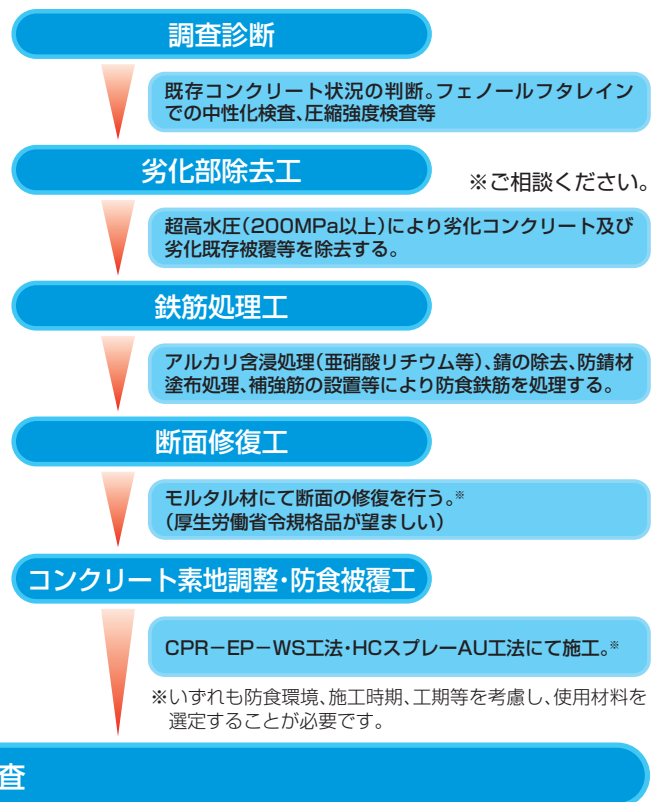 調査診断
既存コンクリート状況の判断。フェノールフタレイン
での中性化検査、圧縮強度検査等
劣化部除去工
※ご相談ください。
超高水圧（200MPa以上）により劣化コンクリート及び
劣化既存被覆等を除去する。
鉄筋処理工
アルカリ含浸処理（亜硝酸リチウム等）、錆の除去、防錆材
塗布処理、補強筋の設置等により防食鉄筋を処理する。
断面修復工
モルタル材にて断面の修復を行う。※
（厚生労働省令規格品が望ましい）
コンクリート素地調整・防食被覆工
CPR－EP－WS工法・HCスプレーAU工法にて施工。※
※いずれも防食環境、施工時期、工期等を考慮し、使用材料を
選定することが必要です。
査